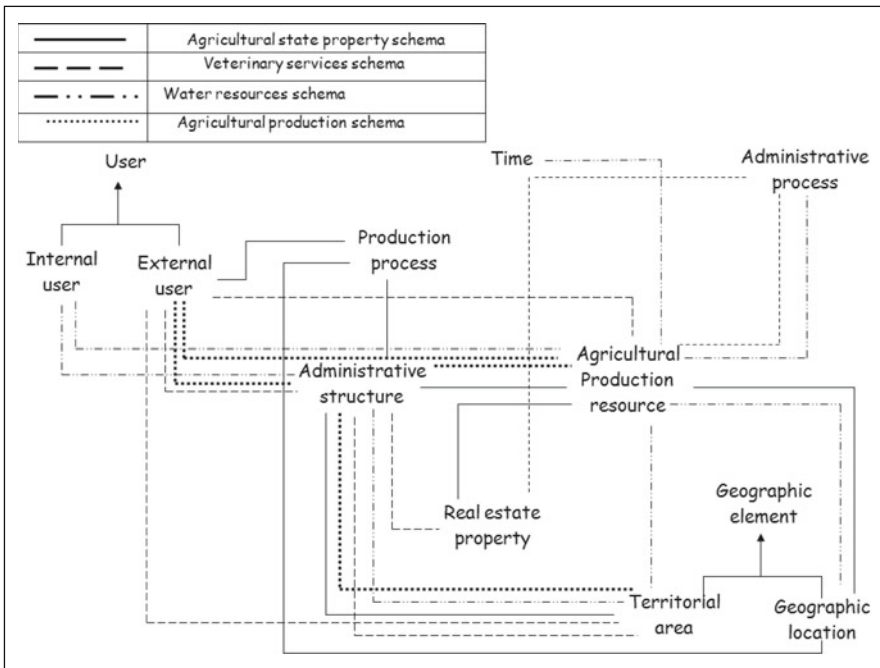 Agricultural state property schema
Veterinary services schema
Water resources schema
Agricultural production schema
User
Time
Administrative
process
Internal
user
External
user
Production
process
Administrative
structure
Agricultural
Production
resource
Real estate
property
Geographic
element
Territorial
area
Geographic
location